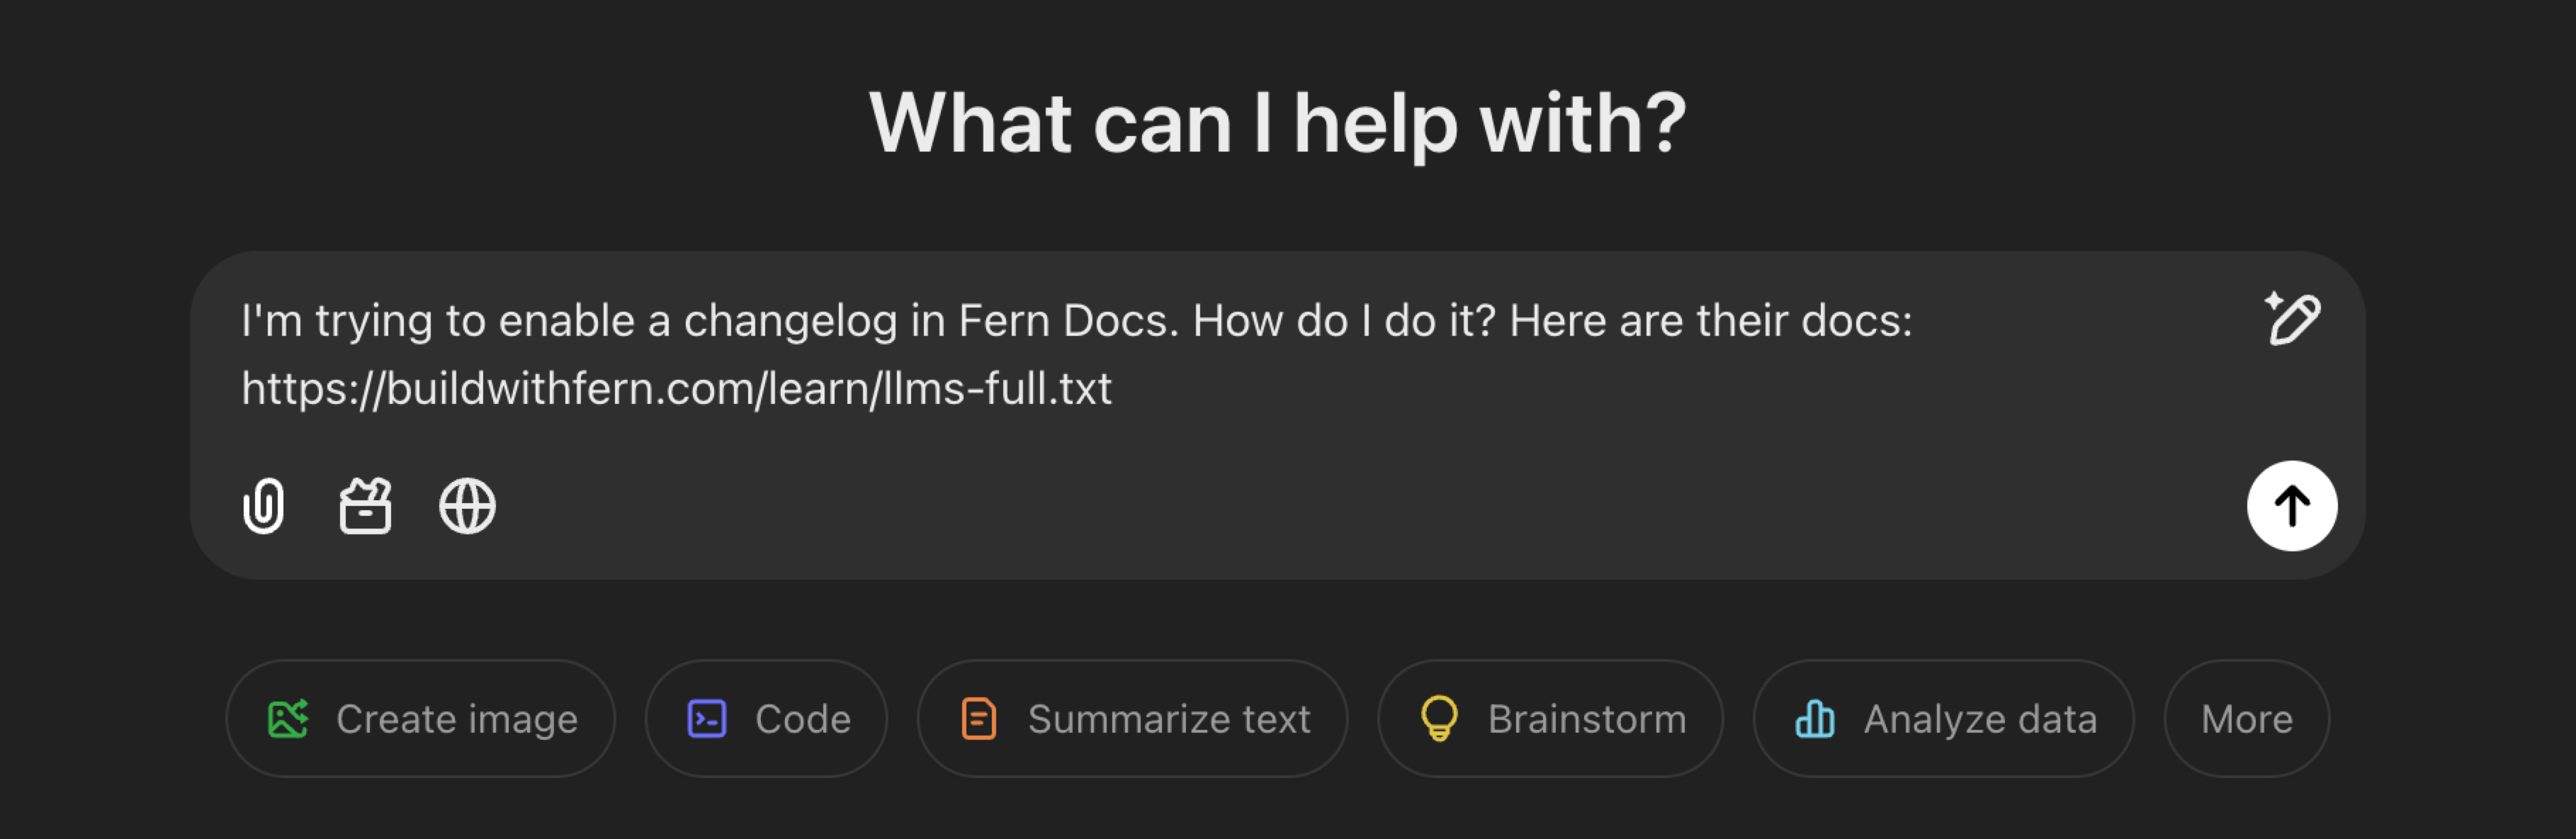 What can I help with?
I'm trying to enable a changelog in Fern Docs. How do I do it? Here are their docs:
https://buildwithfern.com/learn/llms-full.txt
Create image
Code
Summarize text
Brainstorm
Analyze data
More